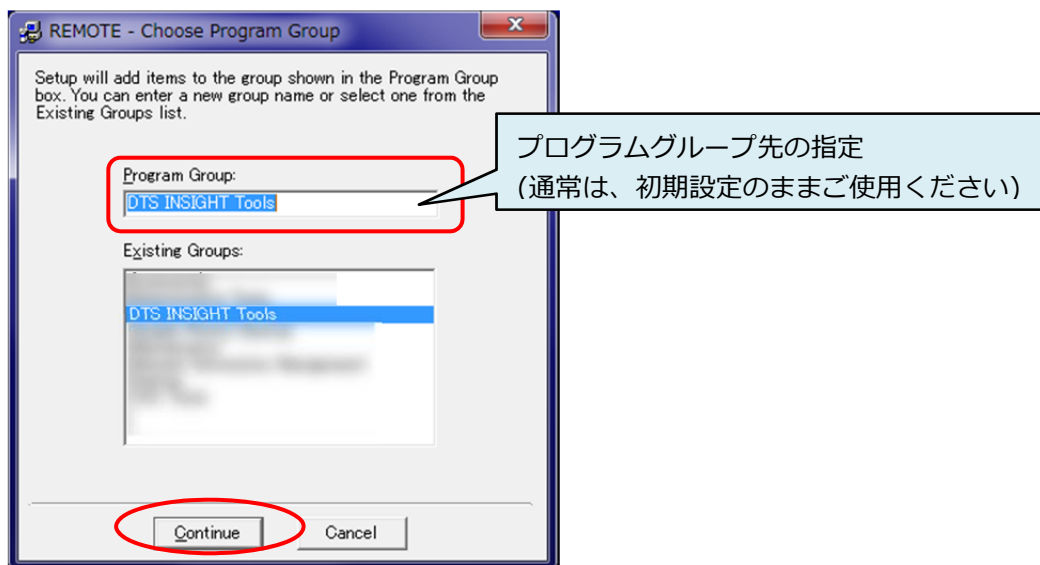 REMOTE - Choose Program Group
Setup will add items to the group shown in the Program Group
box. You can enter a new group name or select one from the
Existing Groups list.
プログラムグループ先の指定
(通常は、初期設定のままご使用ください)
Program Group:
DTS INSIGHT Tools
Existing Groups:
DTS INSIGHT Tools
Continue
Cancel